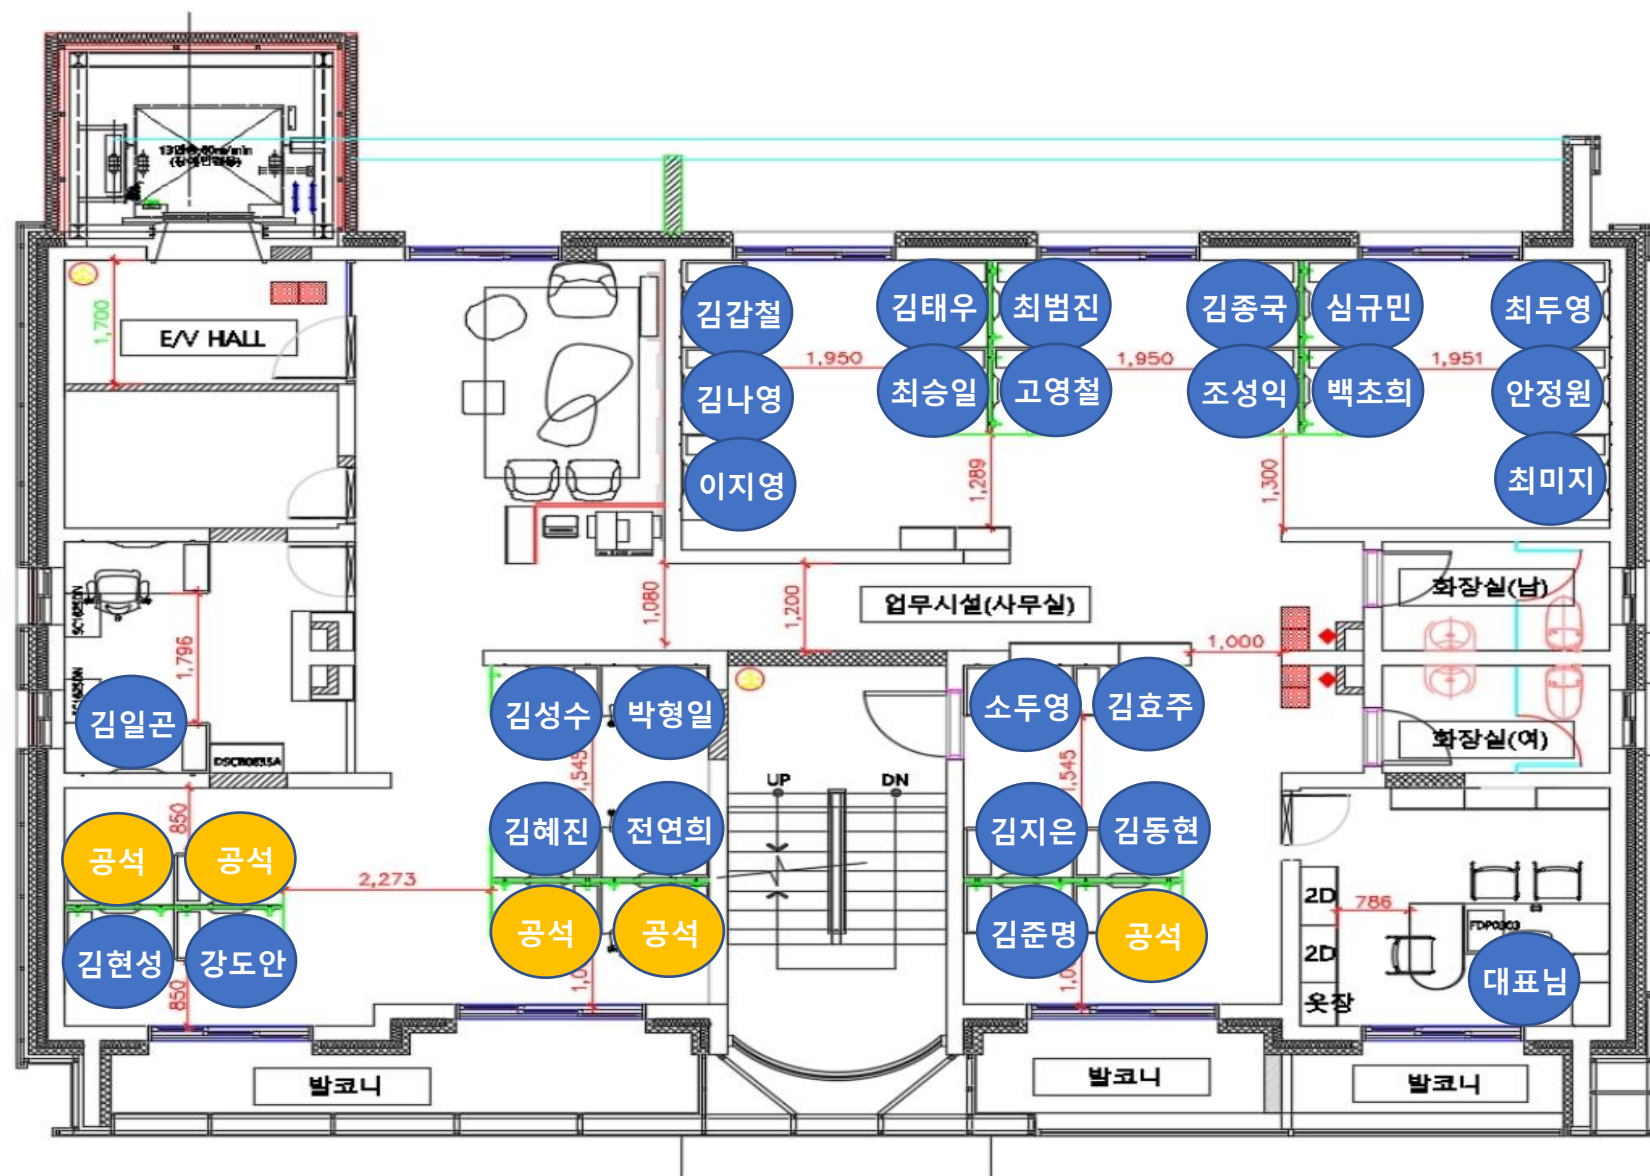 E/V HALL
1,700
김갑철
김태우
최범진
김종국
심규민
최두영
1,950
1,950
1,951
김나영
최승일
고영철
조성익
백초희
안정원
이지영
최미지
1,289
1,300
1,080
1,200
업무시설(사무실)
화장실(남)
1,000
1,796
김일곤
DSCR0835A
김성수
박형일
소두영
김효주
화장실(여)
1,545
1,545
UP
DN
850
김혜진
전연희
김지은
김동현
공석
공석
2,273
공석
공석
김준명
공석
2D
786
FDP0303
김현성
강도안
2D
대표님
850
옷장
발코니
발코니
발코니